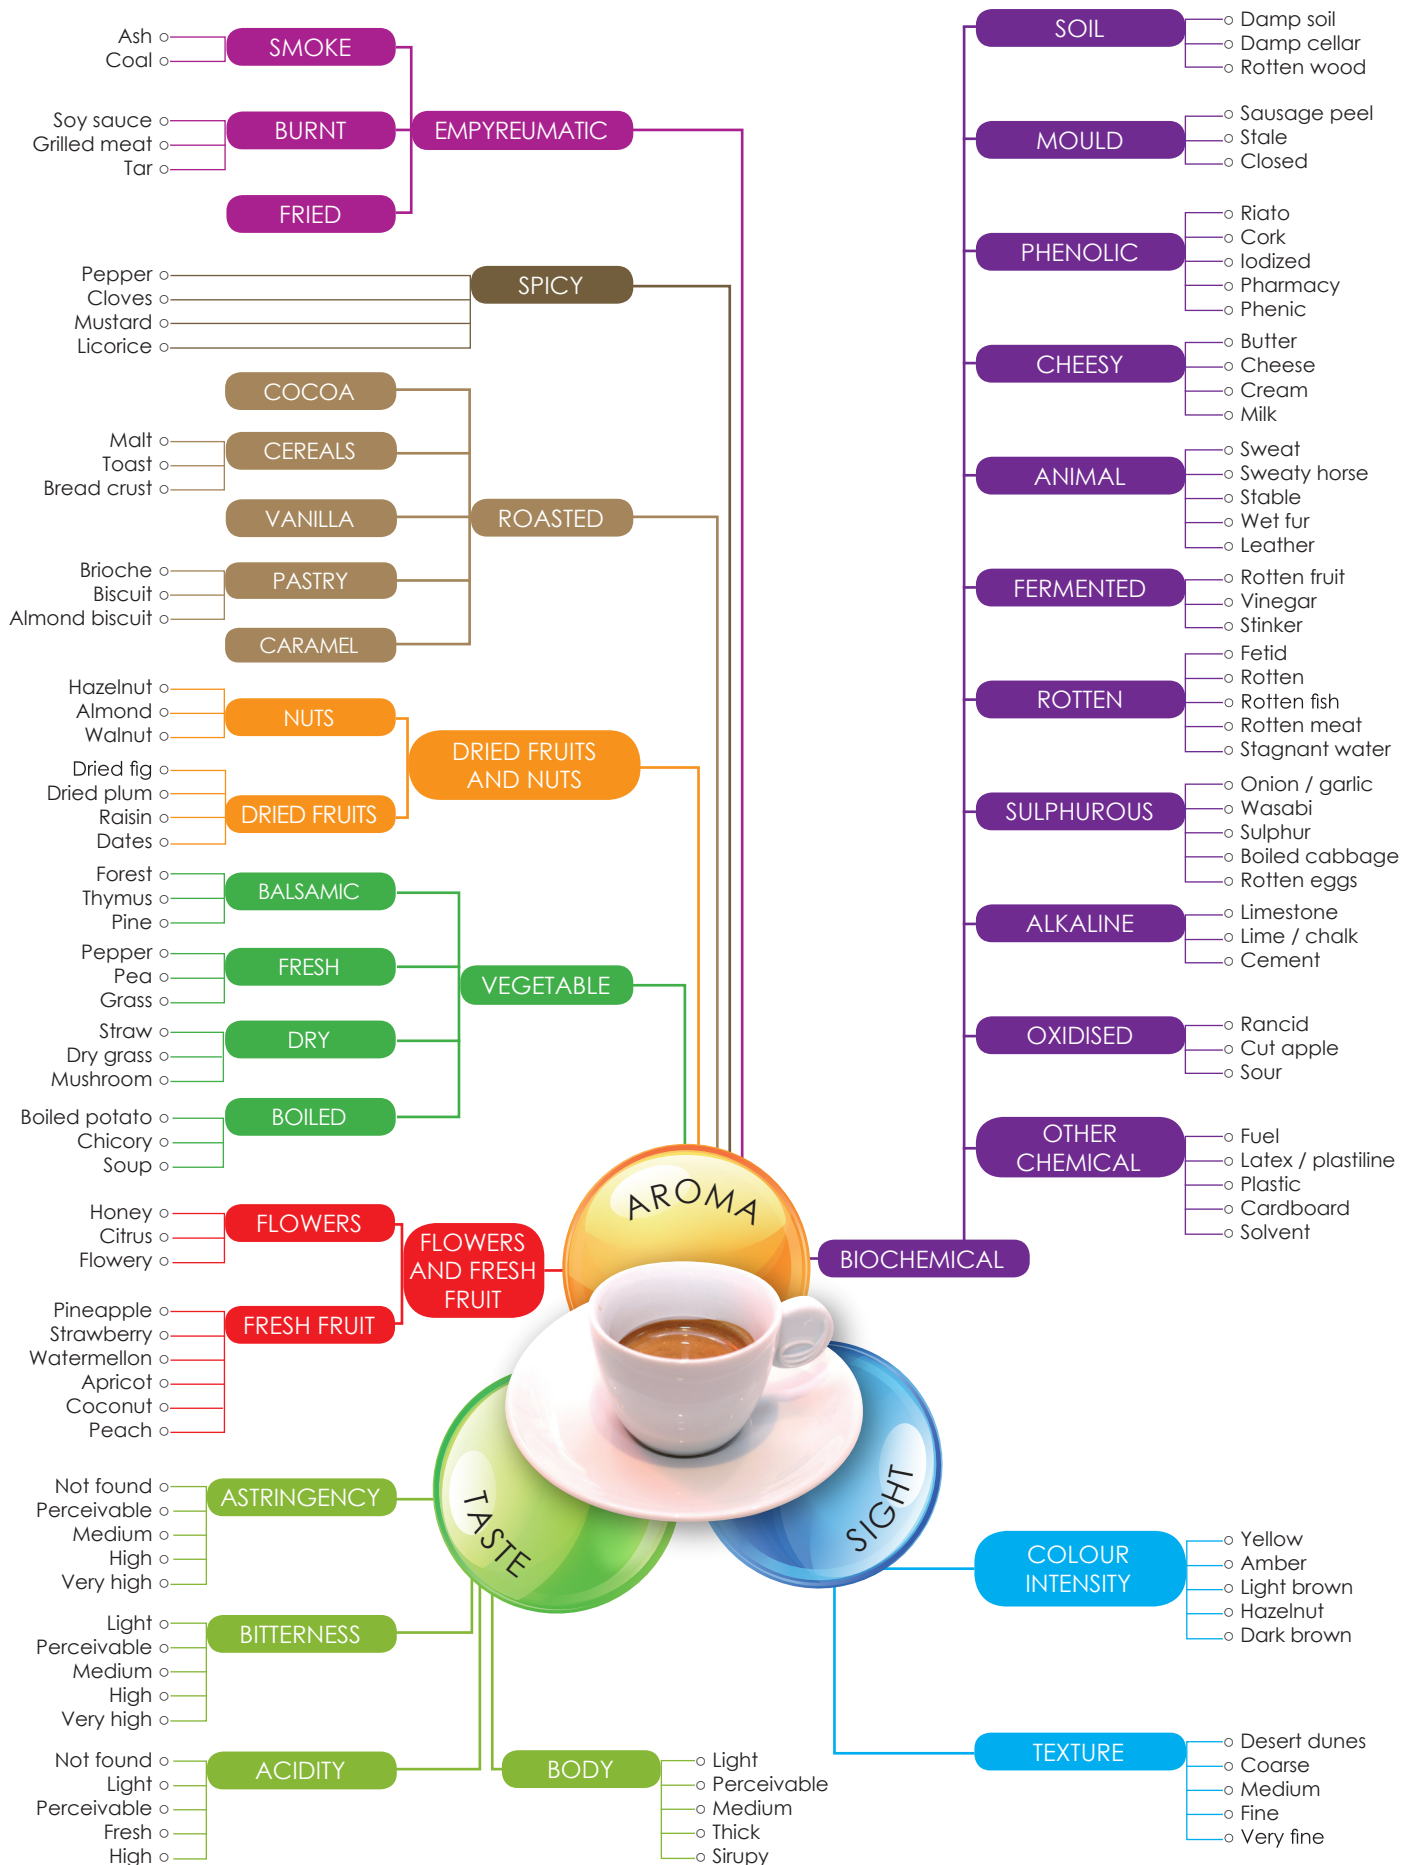 Ash
Coal
SMOKE
Soy sauce
Grilled meat
Tar
BURNT
EMPYREUMATIC
FRIED
Pepper
Cloves
Mustard
Licorice
SPICY
COCOA
Malt
Toast
Bread crust
CEREALS
VANILLA
ROASTED
Brioche
Biscuit
Almond biscuit
PASTRY
CARAMEL
Hazelnut
Almond
Walnut
NUTS
DRIED FRUITS
AND NUTS
Dried fig
Dried plum
Raisin
Dates
DRIED FRUITS
Forest
Thymus
Pine
BALSAMIC
Pepper
Pea
Grass
FRESH
VEGETABLE
Straw
Dry grass
Mushroom
DRY
Boiled potato
Chicory
Soup
BOILED
Honey
Citrus
Flowery
FLOWERS
FLOWERS
AND FRESH
FRUIT
Pineapple
Strawberry
Watermellon
Apricot
Coconut
Peach
FRESH FRUIT
AROMA
SOIL
Damp soil
Damp cellar
Rotten wood
MOULD
Sausage peel
Stale
Closed
PHENOLIC
Riato
Cork
Iodized
Pharmacy
Phenic
CHEESY
Butter
Cheese
Cream
Milk
ANIMAL
Sweat
Sweaty horse
Stable
Wet fur
Leather
FERMENTED
Rotten fruit
Vinegar
Stinker
ROTTEN
Fetid
Rotten
Rotten fish
Rotten meat
Stagnant water
SULPHUROUS
Onion / garlic
Wasabi
Sulphur
Boiled cabbage
Rotten eggs
ALKALINE
Limestone
Lime / chalk
Cement
OXIDISED
Rancid
Cut apple
Sour
OTHER
CHEMICAL
Fuel
Latex / plastiline
Plastic
Cardboard
Solvent
BIOCHEMICAL
TASTE
Not found
Perceivable
Medium
High
Very high
ASTRINGENCY
Light
Perceivable
Medium
High
Very high
BITTERNESS
Not found
Light
Perceivable
Fresh
High
ACIDITY
BODY
Light
Perceivable
Medium
Thick
Sirupy
SIGHT
COLOUR
INTENSITY
Yellow
Amber
Light brown
Hazelnut
Dark brown
TEXTURE
Desert dunes
Coarse
Medium
Fine
Very fine